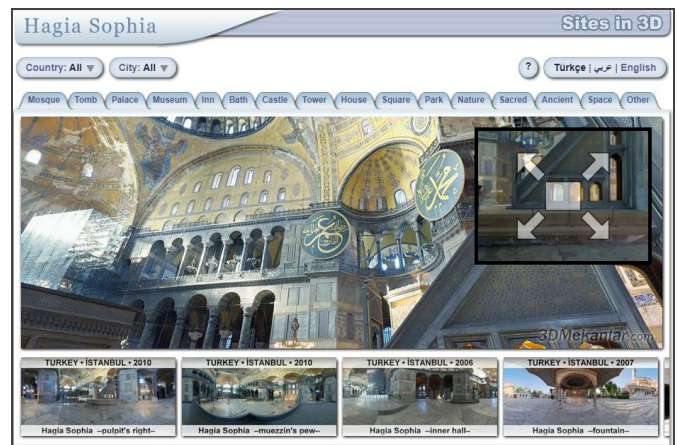 Hagia Sophia
Sites in 3D
Country: All ▼
City: All ▼
?
Türkçe | عربي | English
Mosque
Tomb
Palace
Museum
Inn
Bath
Castle
Tower
House
Square
Park
Nature
Sacred
Ancient
Space
Other
محمد
3DMekanlar.com
TURKEY • İSTANBUL • 2010
Hagia Sophia –pulpit's right–
TURKEY • İSTANBUL • 2010
Hagia Sophia –muezzin's pew–
TURKEY • İSTANBUL • 2006
Hagia Sophia –inner hall–
TURKEY • İSTANBUL • 2007
Hagia Sophia –fountain–